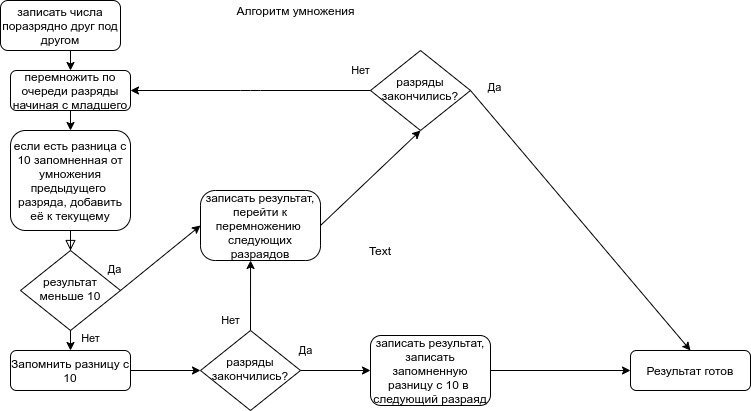 Алгоритм умножения
записать числа
поразрядно друг под
другом
перемножить по
очереди разряды
начиная с младшего
если есть разница с
10 запомненная от
умножения
предыдущего
разряда, добавить
её к текущему
результат
меньше 10
Да
Нет
Запомнить разницу с
10
разряды
закончились?
Нет
Да
записать результат,
перейти к
перемножению
следующих
разраядов
Text
разряды
закончились?
Нет
Да
записать результат,
записать
запомненную
разницу с 10 в
следующий разраяд
Результат готов